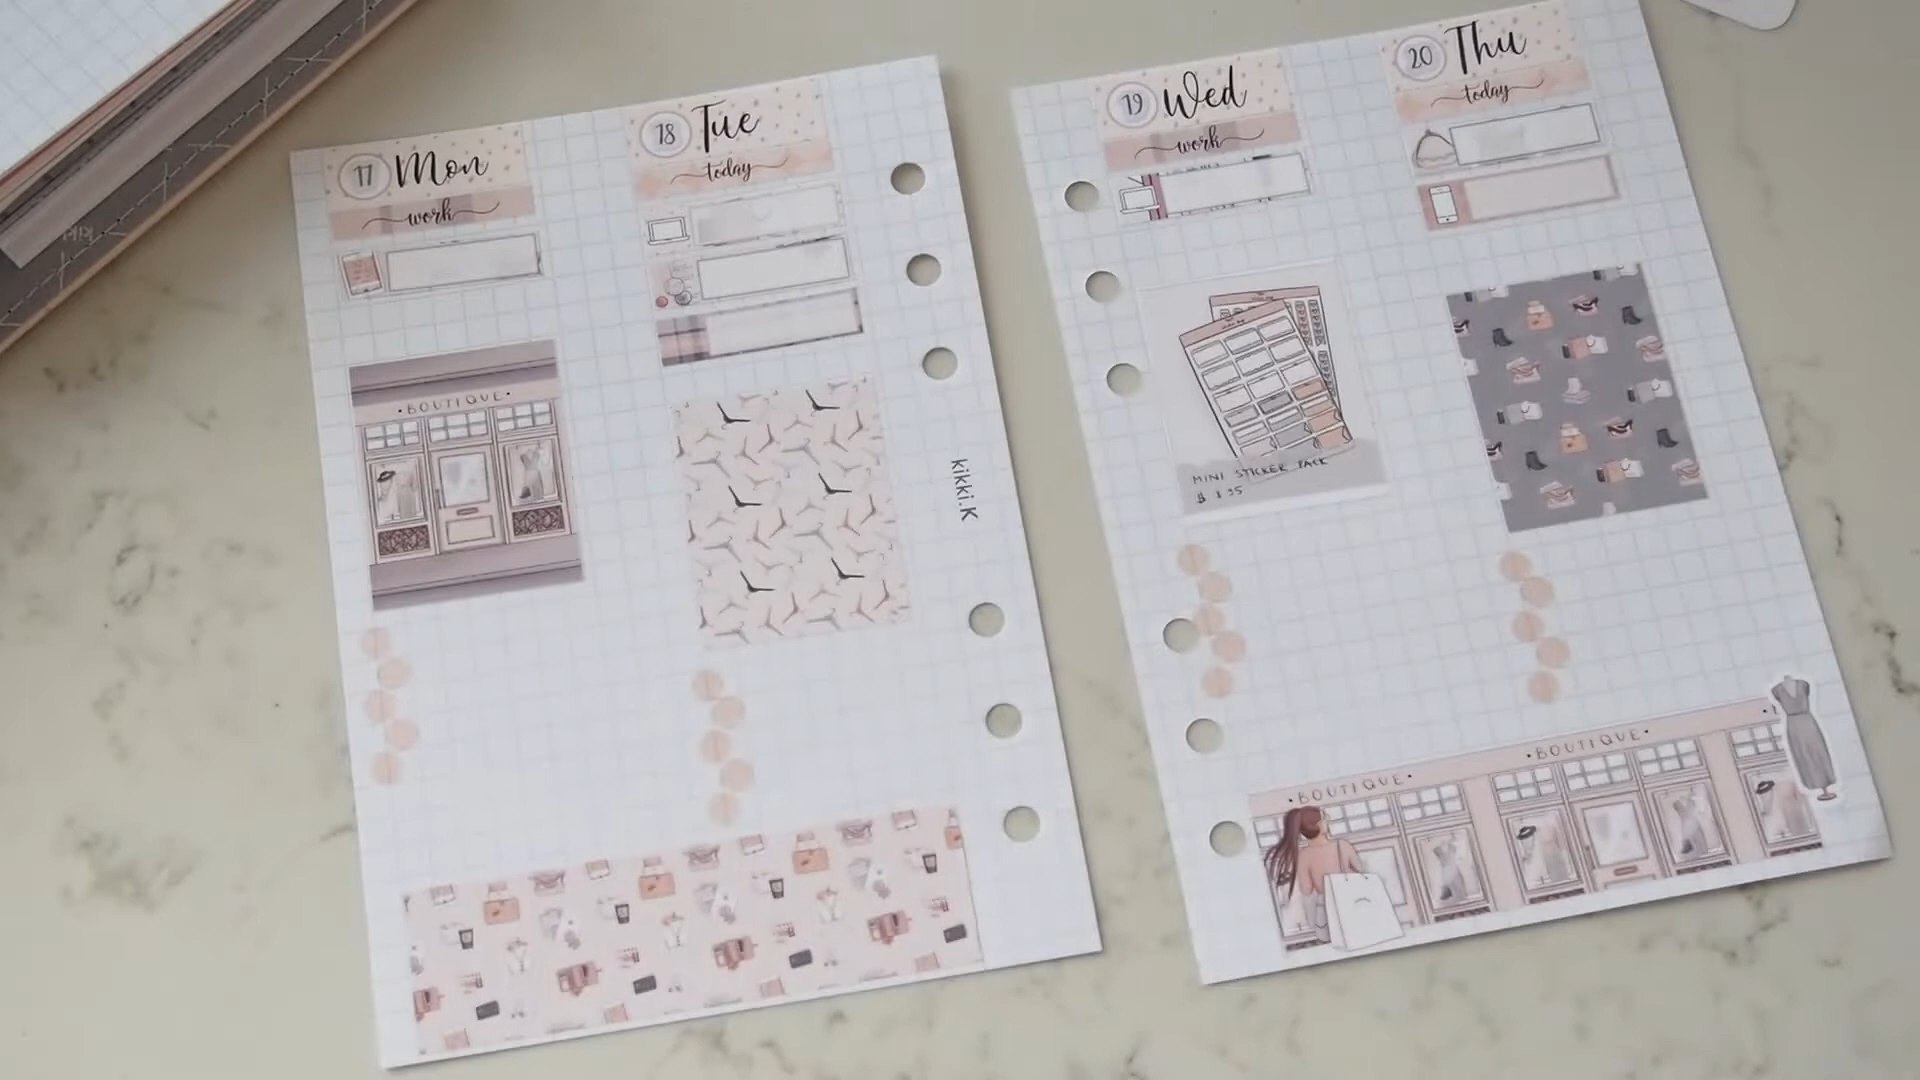 17 Mon
work
18 Tue
today
kikki.K
19 Wed
work
20 Thu
today
•BOUTIQUE•
MINI STICKER PACK
•BOUTIQUE•
•BOUTIQUE•